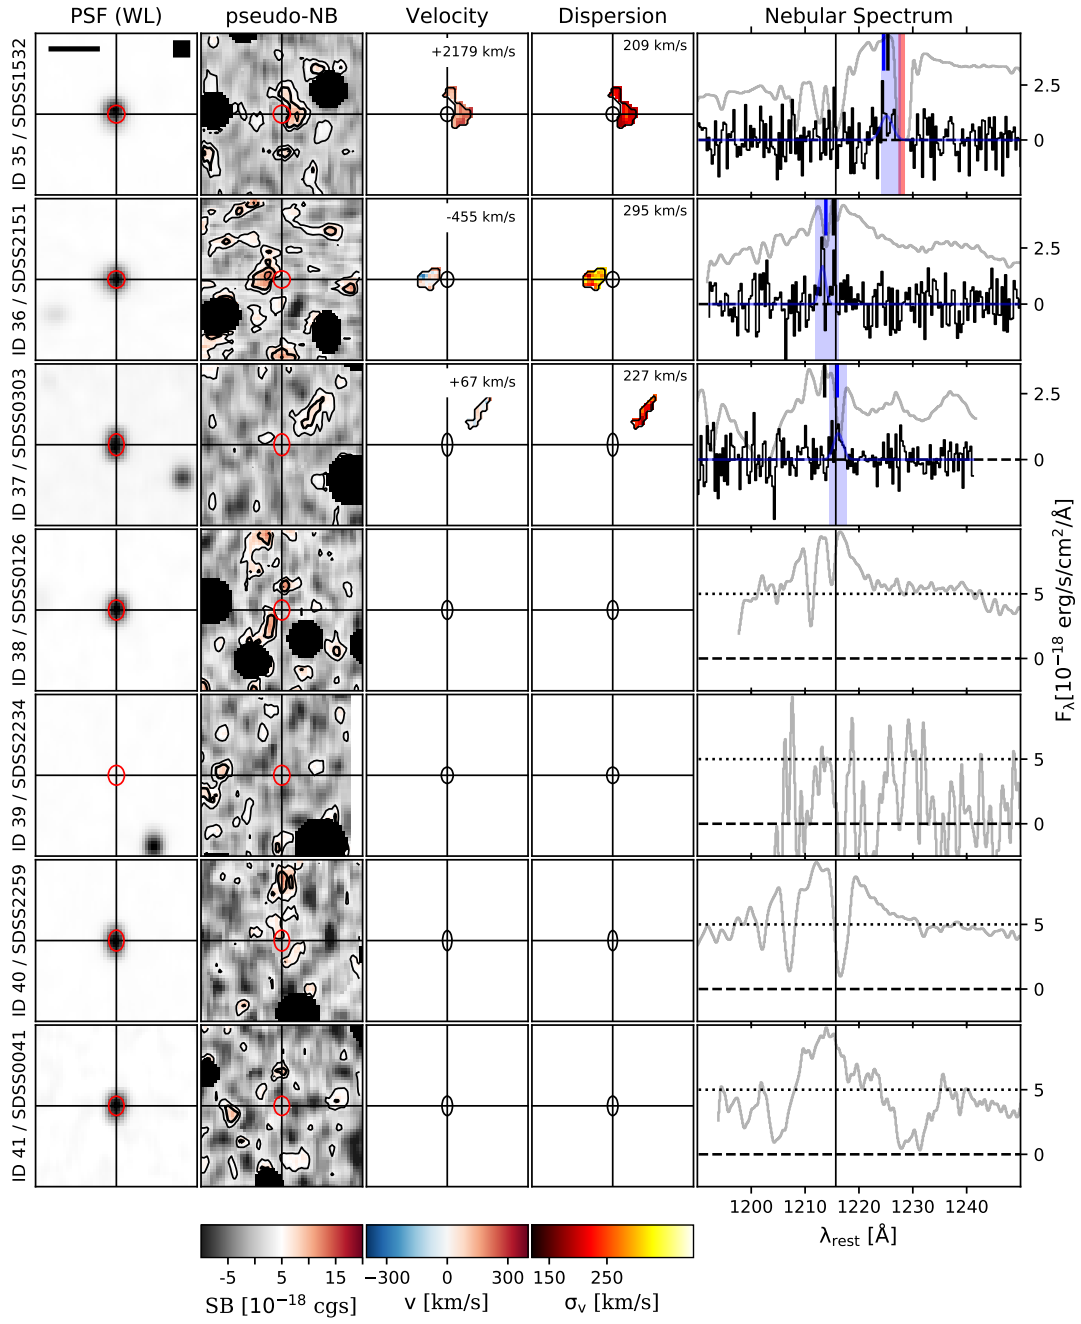 PSF (WL) pseudo-NB Velocity Dispersion Nebular Spectrum
ID 35 / SDSS1532
+2179 km/s
209 km/s
2.5
0
ID 36 / SDSS2151
-455 km/s
295 km/s
2.5
0
ID 37 / SDSS0303
+67 km/s
227 km/s
2.5
0
ID 38 / SDSS0126
5
0
ID 39 / SDSS2234
5
0
ID 40 / SDSS2259
5
0
ID 41 / SDSS0041
5
0
F_λ[10⁻¹⁸ erg/s/cm²/Å]
1200 1210 1220 1230 1240
λ_rest [Å]
-5 5 15
SB [10⁻¹⁸ cgs]
−300 0 300
v [km/s]
150 250
σ_v [km/s]